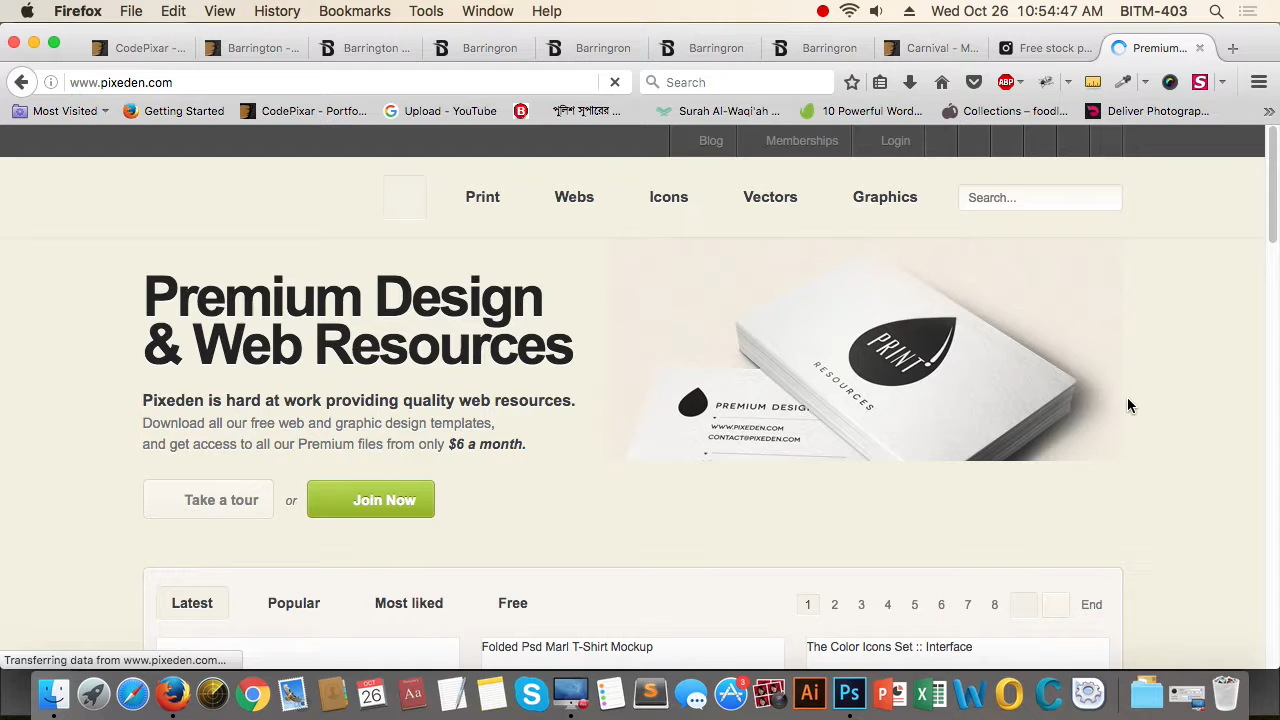 Firefox File Edit View History Bookmarks Tools Window Help Wed Oct 26 10:54:47 AM BITM-403
CodePixar -... Barrington -... Barrington ... Barringron Barringron Barringron Barringron Carnival - M... Free stock p... Premium...
www.pixeden.com Search ABP S
Most Visited Getting Started CodePixar - Portfo... Upload - YouTube পুলিশ সুপারের ... Surah Al-Waqi'ah ... 10 Powerful Word... Collections – foodl... Deliver Photograp...
Blog Memberships Login
Print Webs Icons Vectors Graphics Search...
Premium Design
& Web Resources
Pixeden is hard at work providing quality web resources.
Download all our free web and graphic design templates,
and get access to all our Premium files from only $6 a month.
Take a tour or Join Now
PRINT
RESOURCES
PREMIUM DESIG
WWW.PIXEDEN.COM
CONTACT@PIXEDEN.COM
Latest Popular Most liked Free 1 2 3 4 5 6 7 8 End
Folded Psd Marl T-Shirt Mockup The Color Icons Set :: Interface
Transferring data from www.pixeden.com...
OCT 26 3 Ai Ps